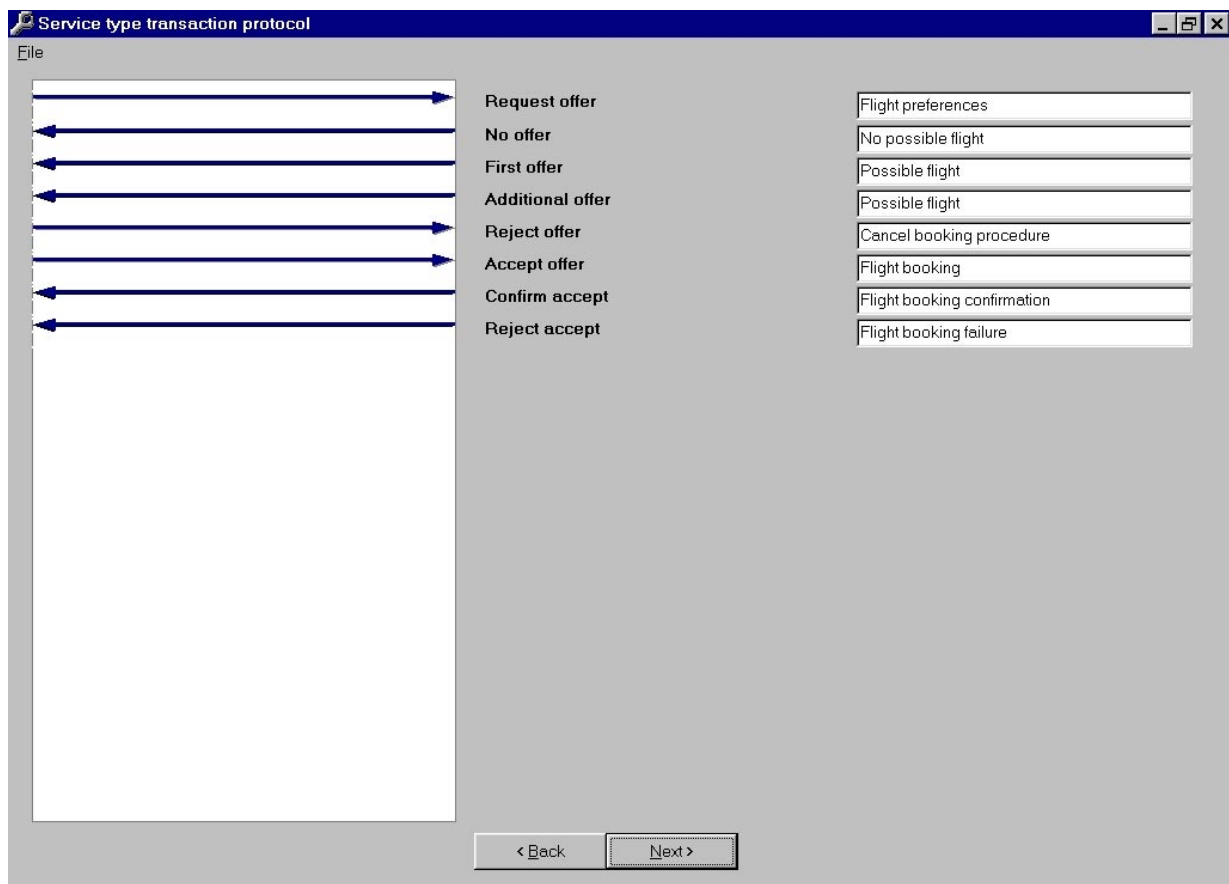 Service type transaction protocol
File
Request offer Flight preferences
No offer No possible flight
First offer Possible flight
Additional offer Possible flight
Reject offer Cancel booking procedure
Accept offer Flight booking
Confirm accept Flight booking confirmation
Reject accept Flight booking failure
< Back Next >